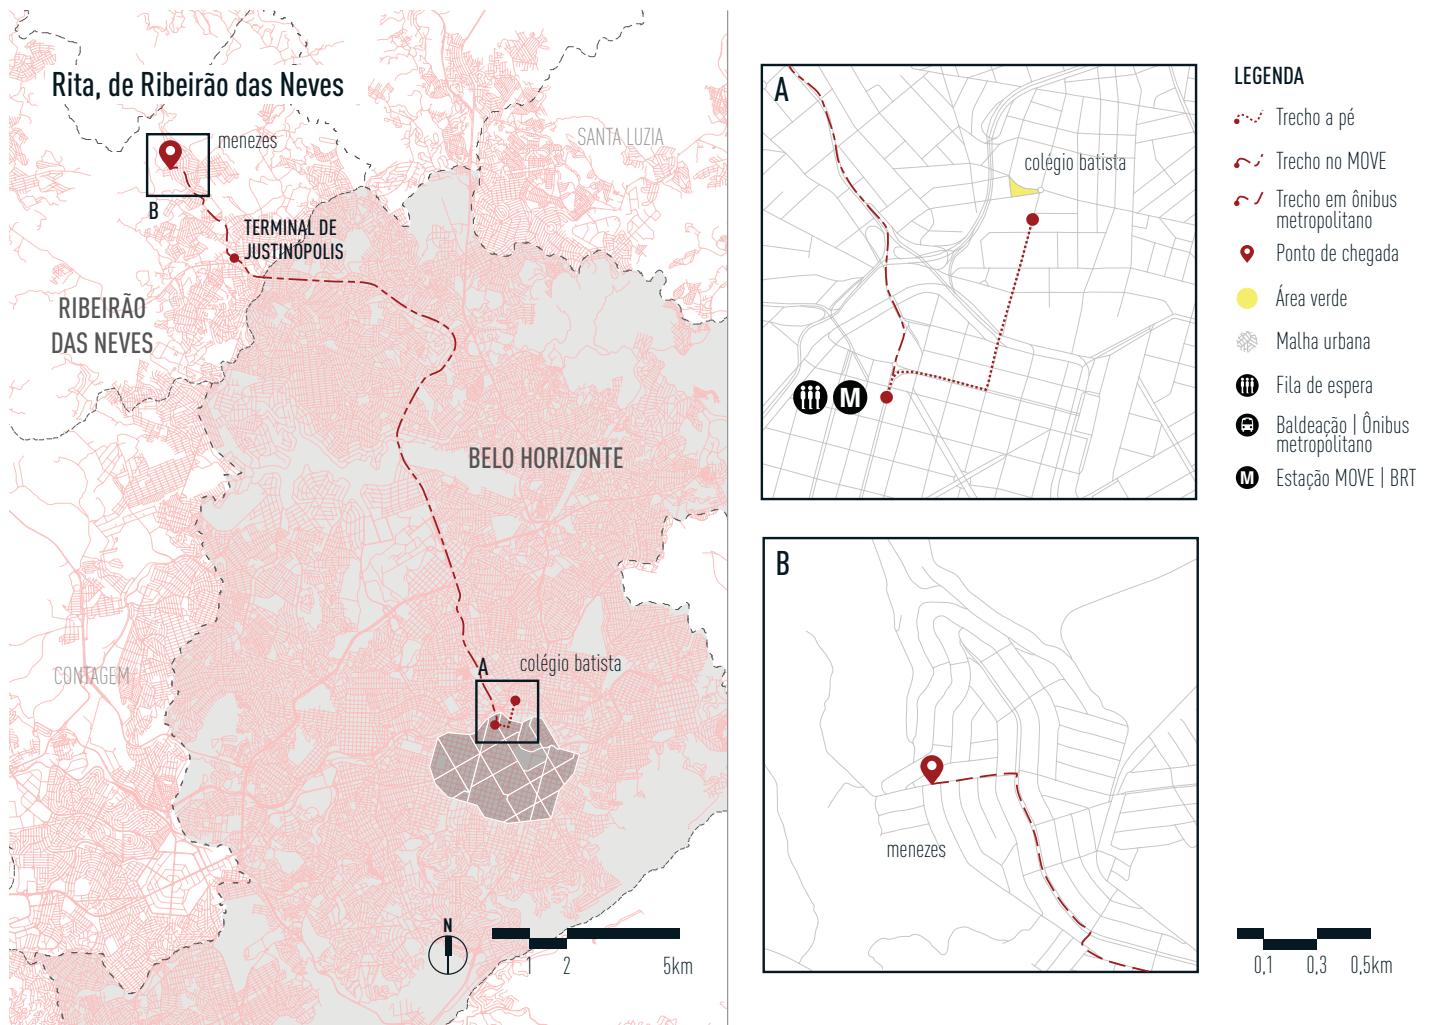 Rita, de Ribeirão das Neves
menezes
B
SANTA LUZIA
TERMINAL DE
JUSTINÓPOLIS
RIBEIRÃO
DAS NEVES
BELO HORIZONTE
CONTAGEM
A
colégio batista
N
1
2
5km
A
colégio batista
M
B
menezes
LEGENDA
Trecho a pé
Trecho no MOVE
Trecho em ônibus
metropolitano
Ponto de chegada
Área verde
Malha urbana
Fila de espera
Baldeação | Ônibus
metropolitano
M
Estação MOVE | BRT
0,1
0,3
0,5km